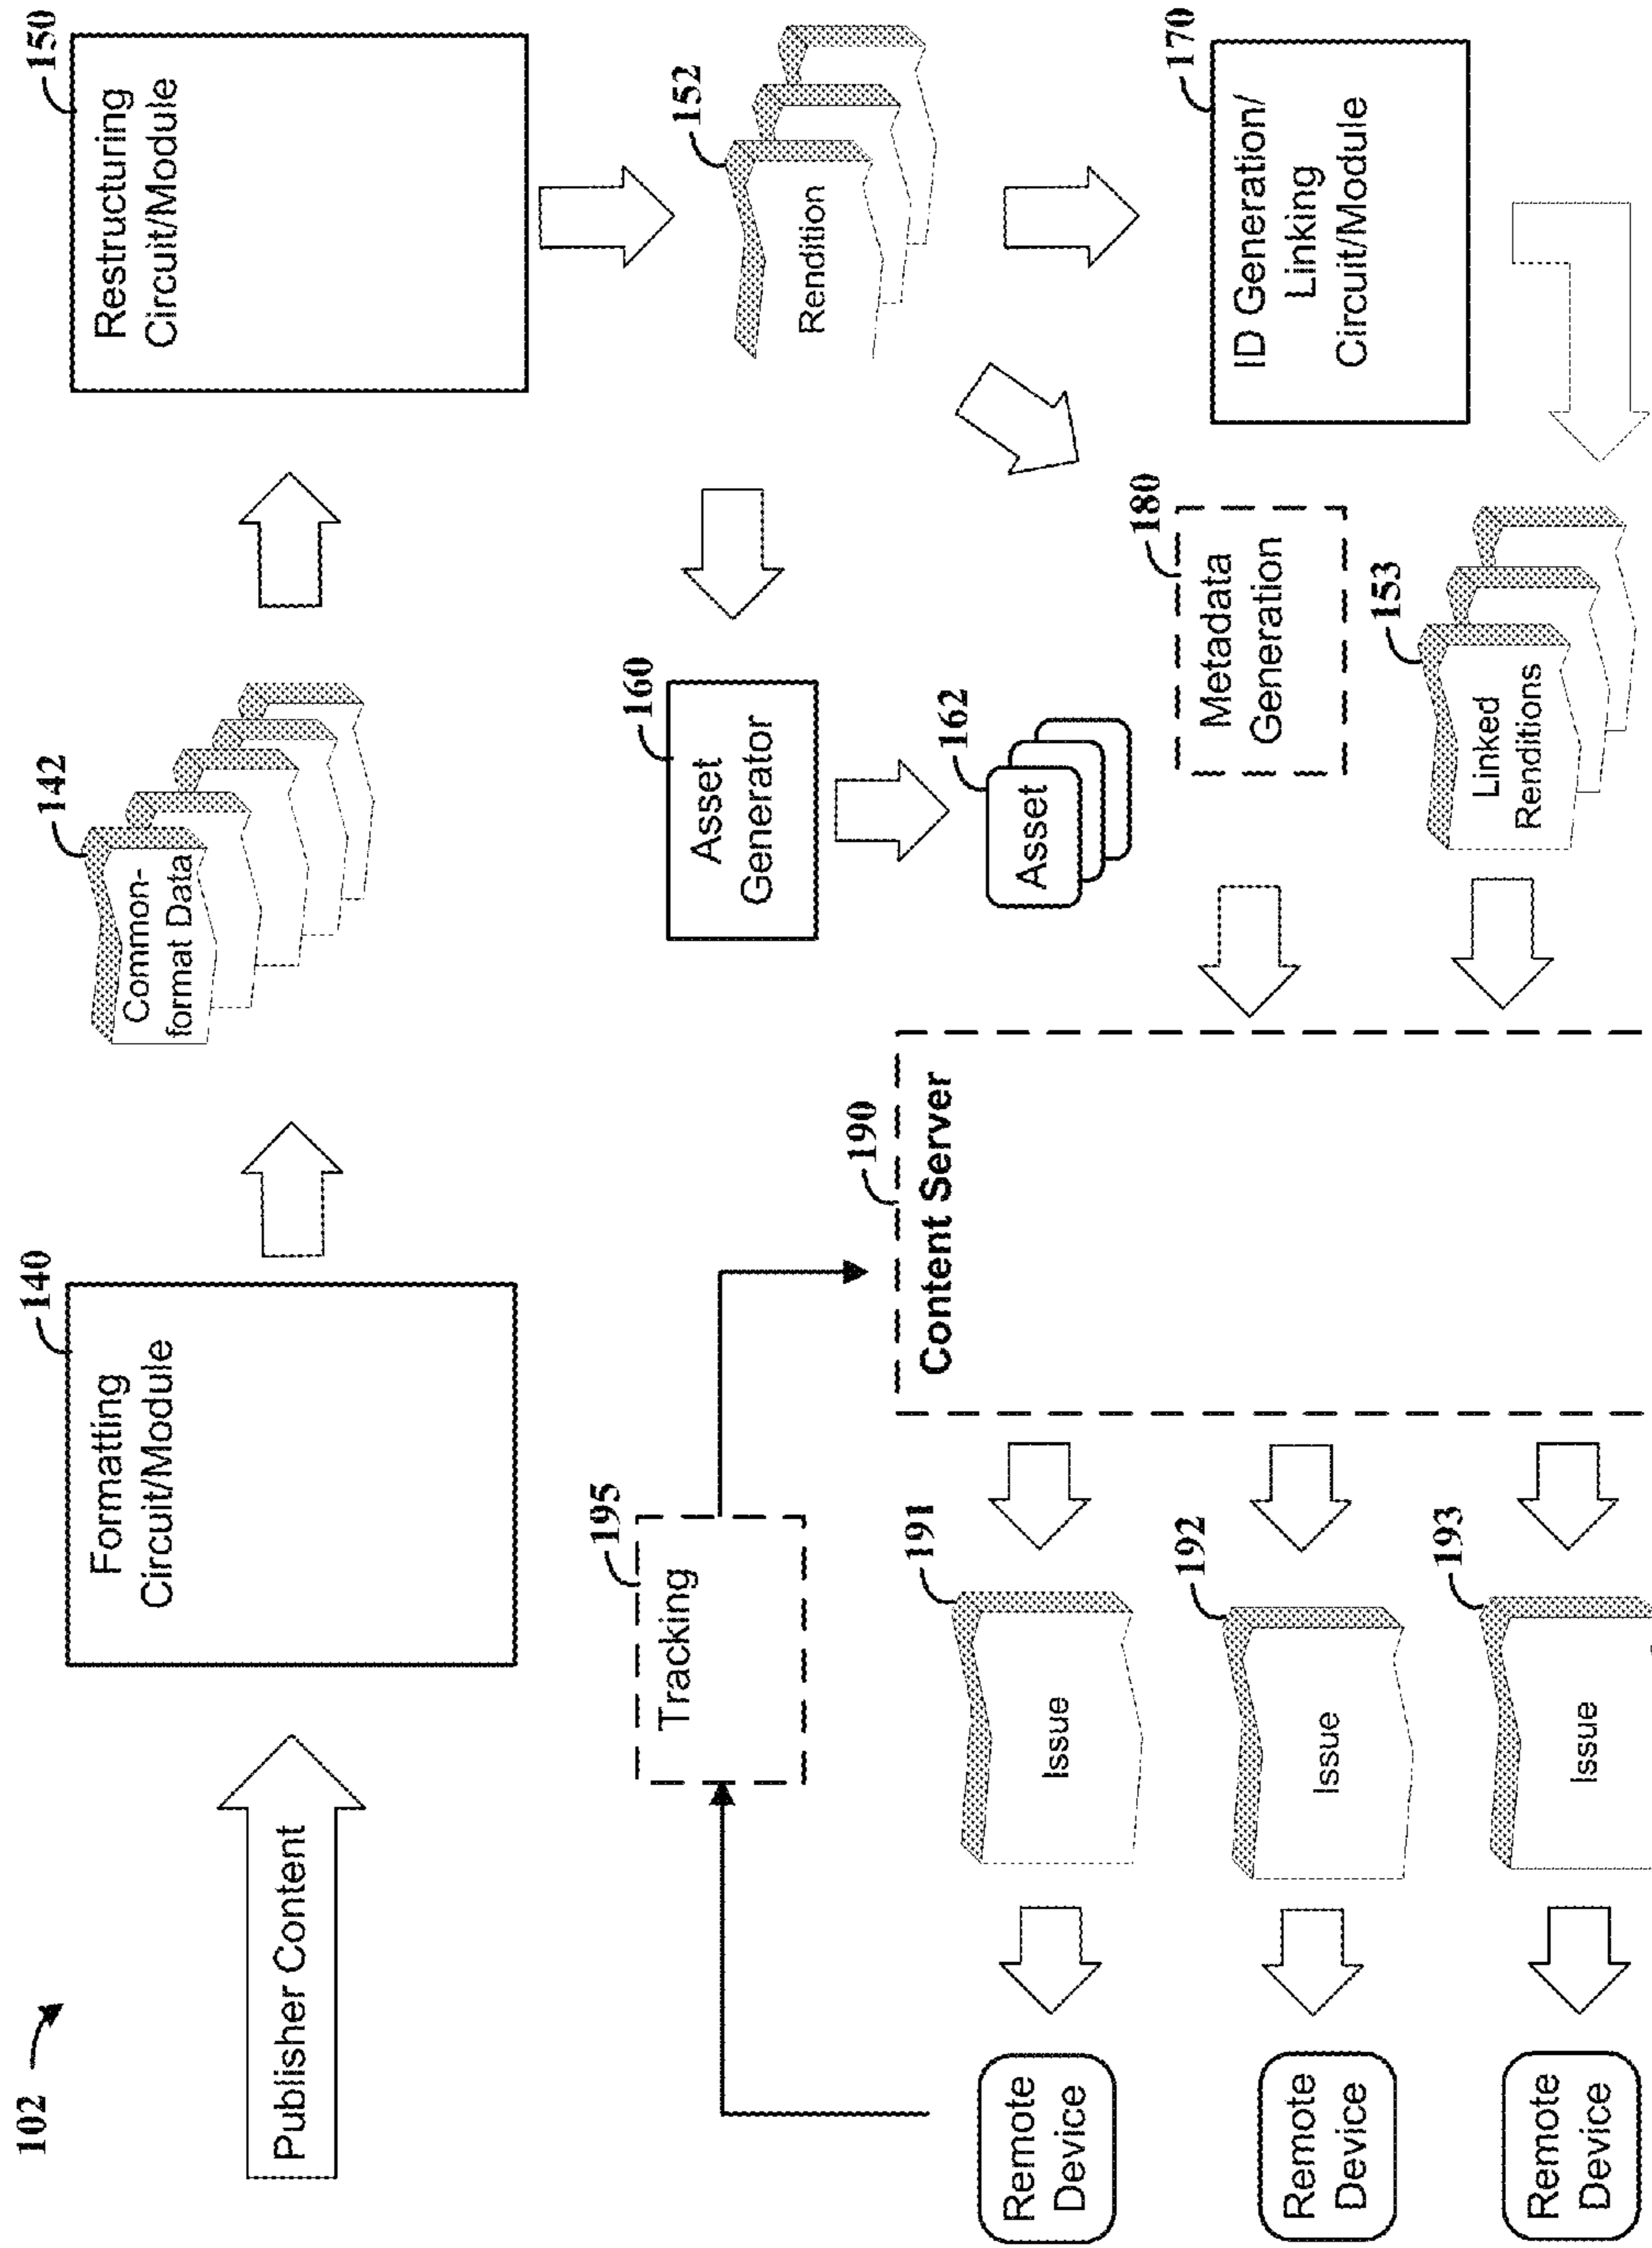 102
Publisher Content
140
Formatting
Circuit/Module
142
Common-
format Data
150
Restructuring
Circuit/Module
152
Rendition
160
Asset
Generator
162
Asset
170
ID Generation/
Linking
Circuit/Module
180
Metadata
Generation
153
Linked
Renditions
190
Content Server
195
Tracking
191
Issue
192
Issue
193
Issue
Remote
Device
Remote
Device
Remote
Device